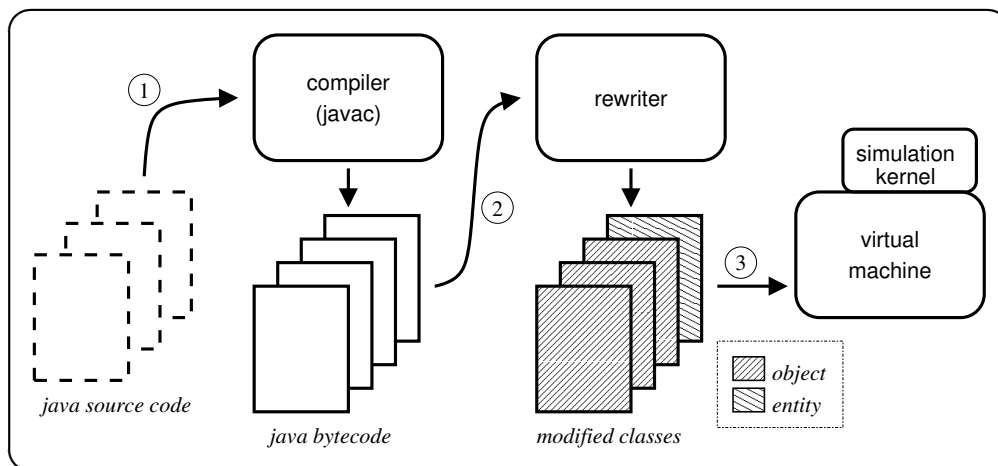 1
compiler
(javac)
rewriter
simulation
kernel
2
virtual
machine
3
object
entity
java source code
java bytecode
modified classes